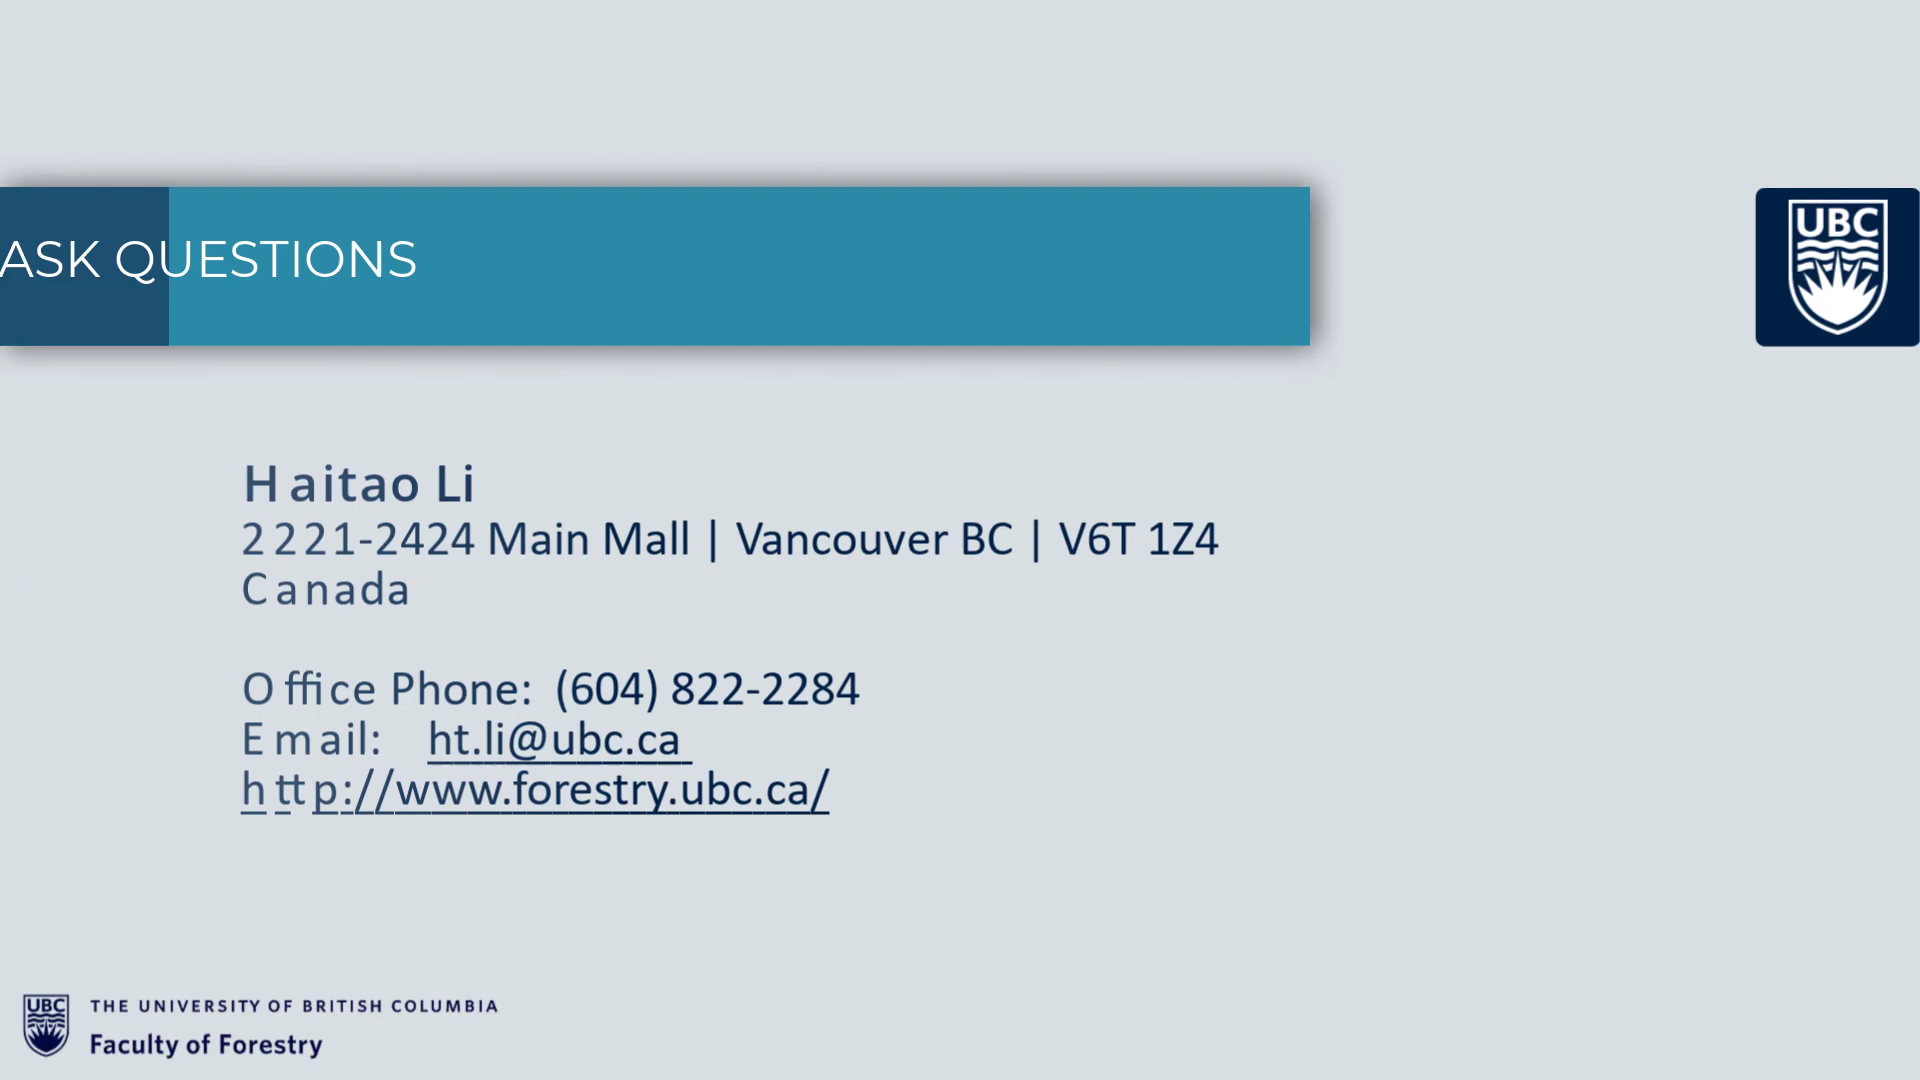 ASK QUESTIONS
UBC
Haitao Li
2221-2424 Main Mall | Vancouver BC | V6T 1Z4
Canada
Office Phone: (604) 822-2284
Email: ht.li@ubc.ca
http://www.forestry.ubc.ca/
UBC
THE UNIVERSITY OF BRITISH COLUMBIA
Faculty of Forestry